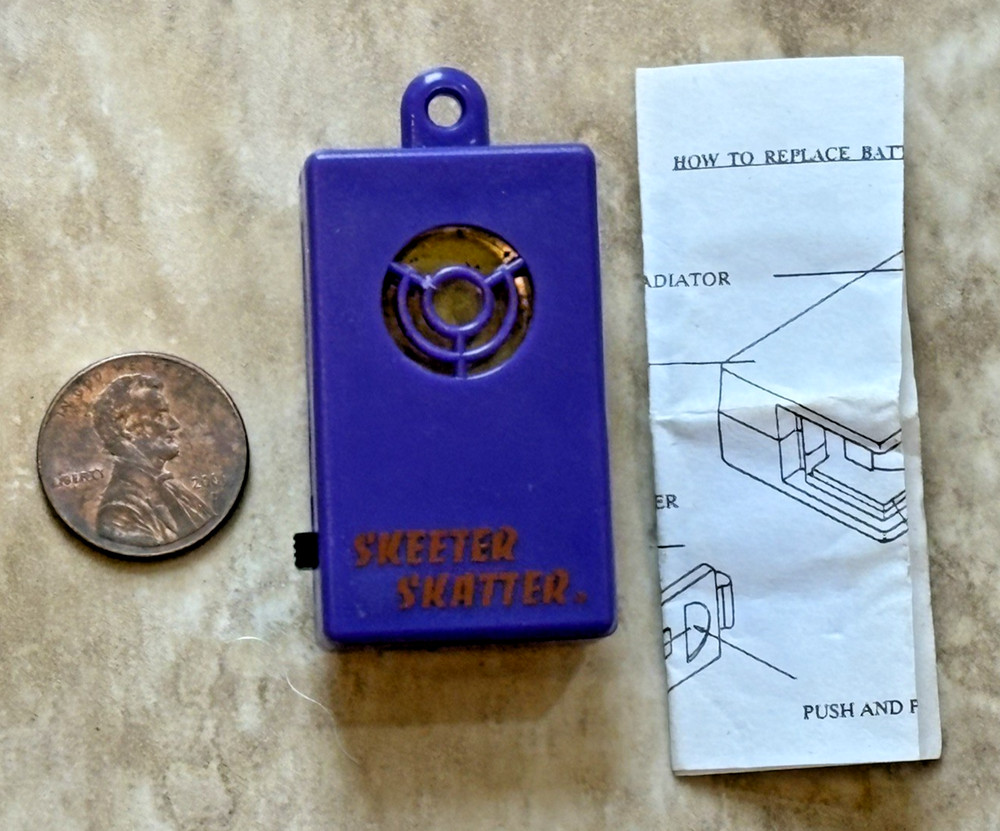 LIBERTY
SKEETER
SKATTER
HOW TO REPLACE BATT
ADIATOR
ER
PUSH AND F